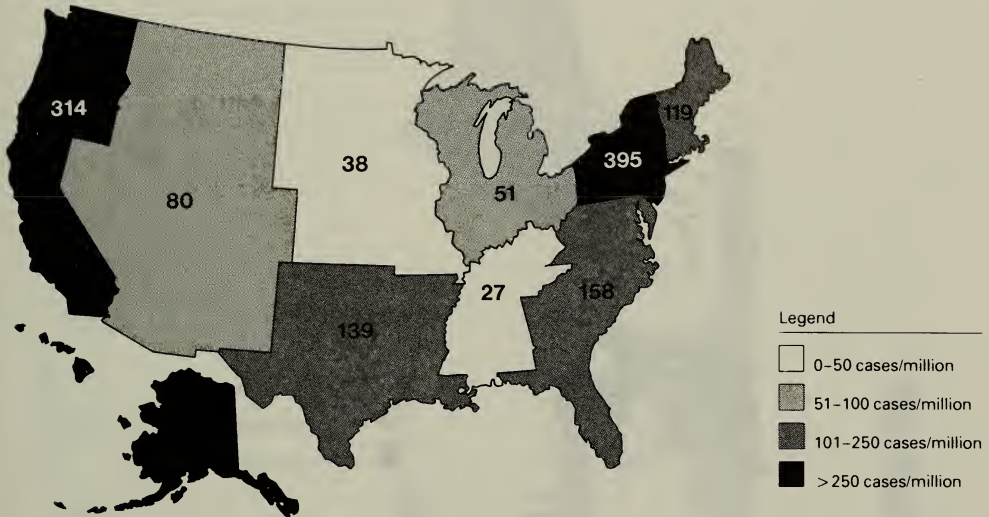 314
80
38
51
395
119
27
139
158
Legend
0–50 cases/million
51–100 cases/million
101–250 cases/million
>250 cases/million